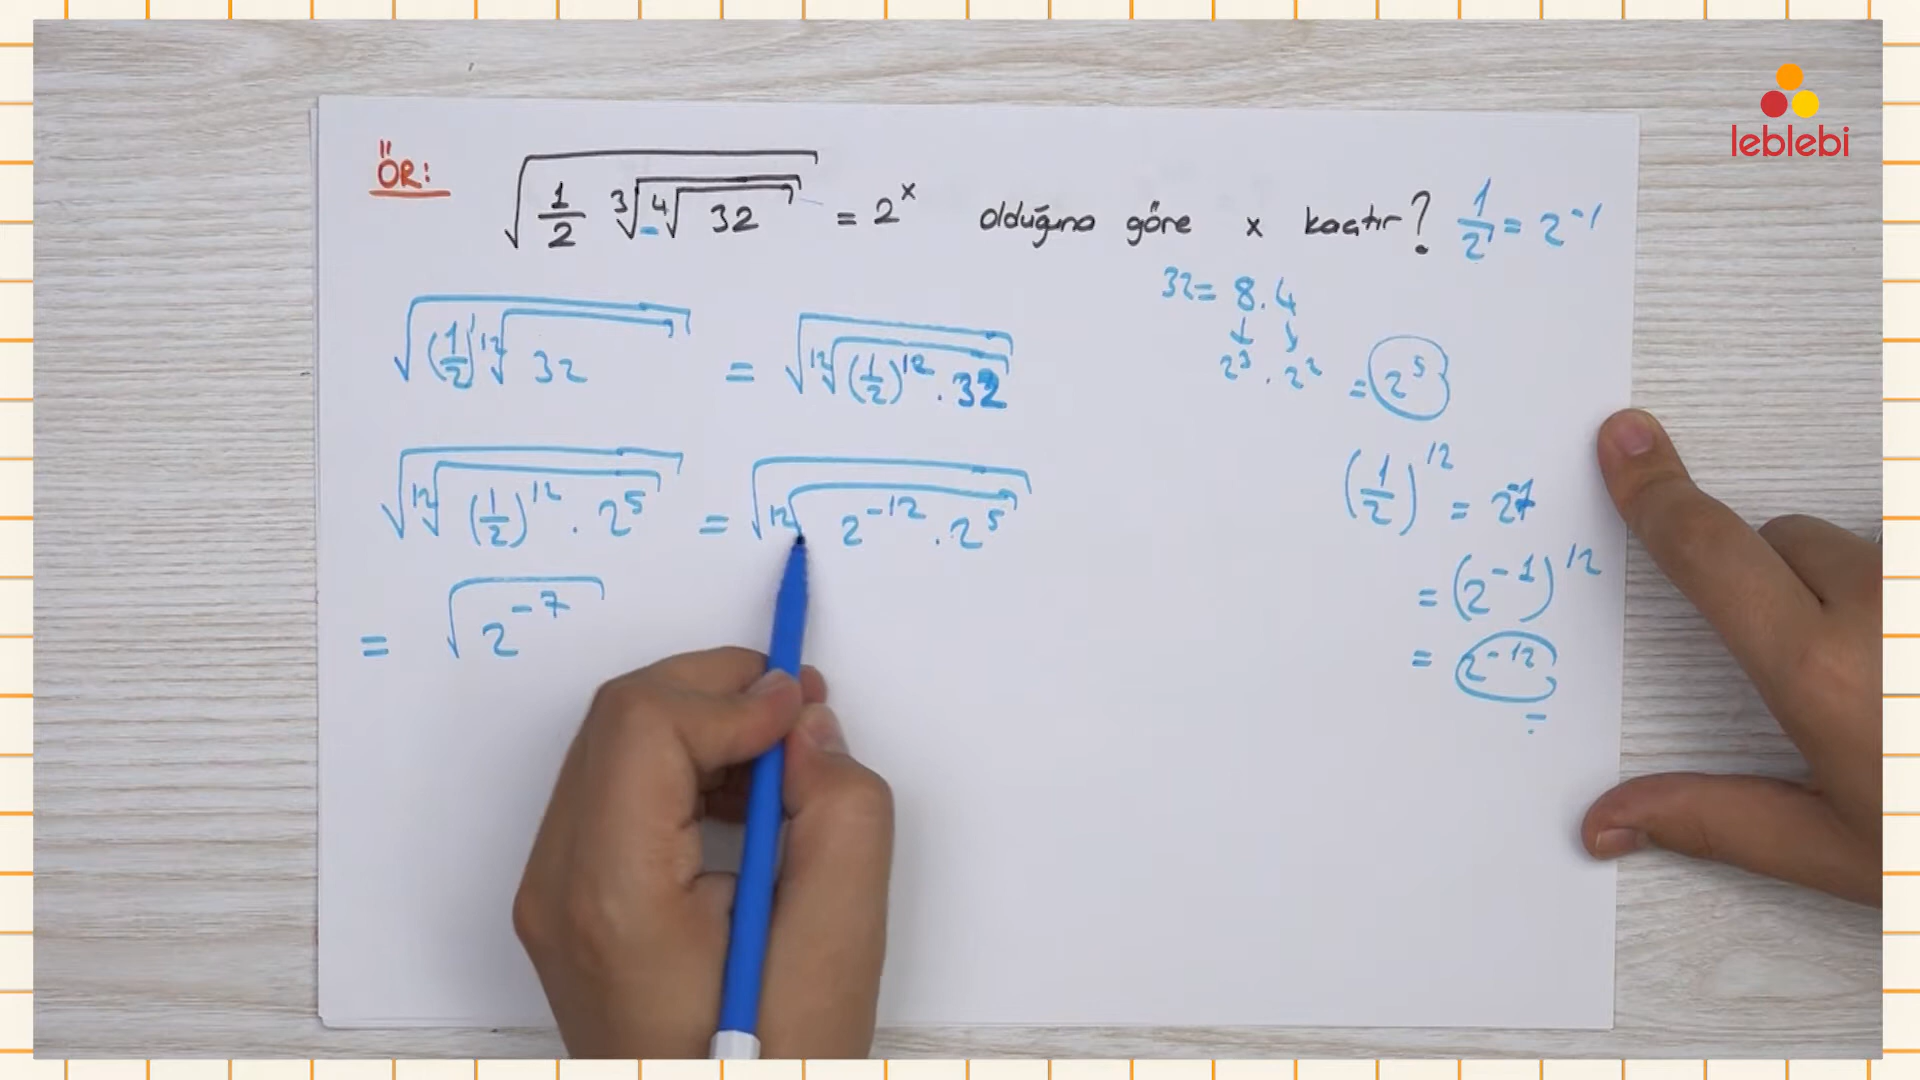 leblebi
ÖR: √(1/2 ³√(⁴√(32))) = 2ˣ olduğuna göre x kaçtır? 1/2 = 2⁻¹
32 = 8.4
2³ . 2² = 2⁵
√((1/2)¹ ¹²√(32)) = √(¹²√((1/2)¹² . 32))
√(¹²√((1/2)¹² . 2⁵)) = √(¹²√(2⁻¹² . 2⁵))
(1/2)¹² =
= (2⁻¹)¹²
= √(2⁻⁷)
= 2⁻¹²